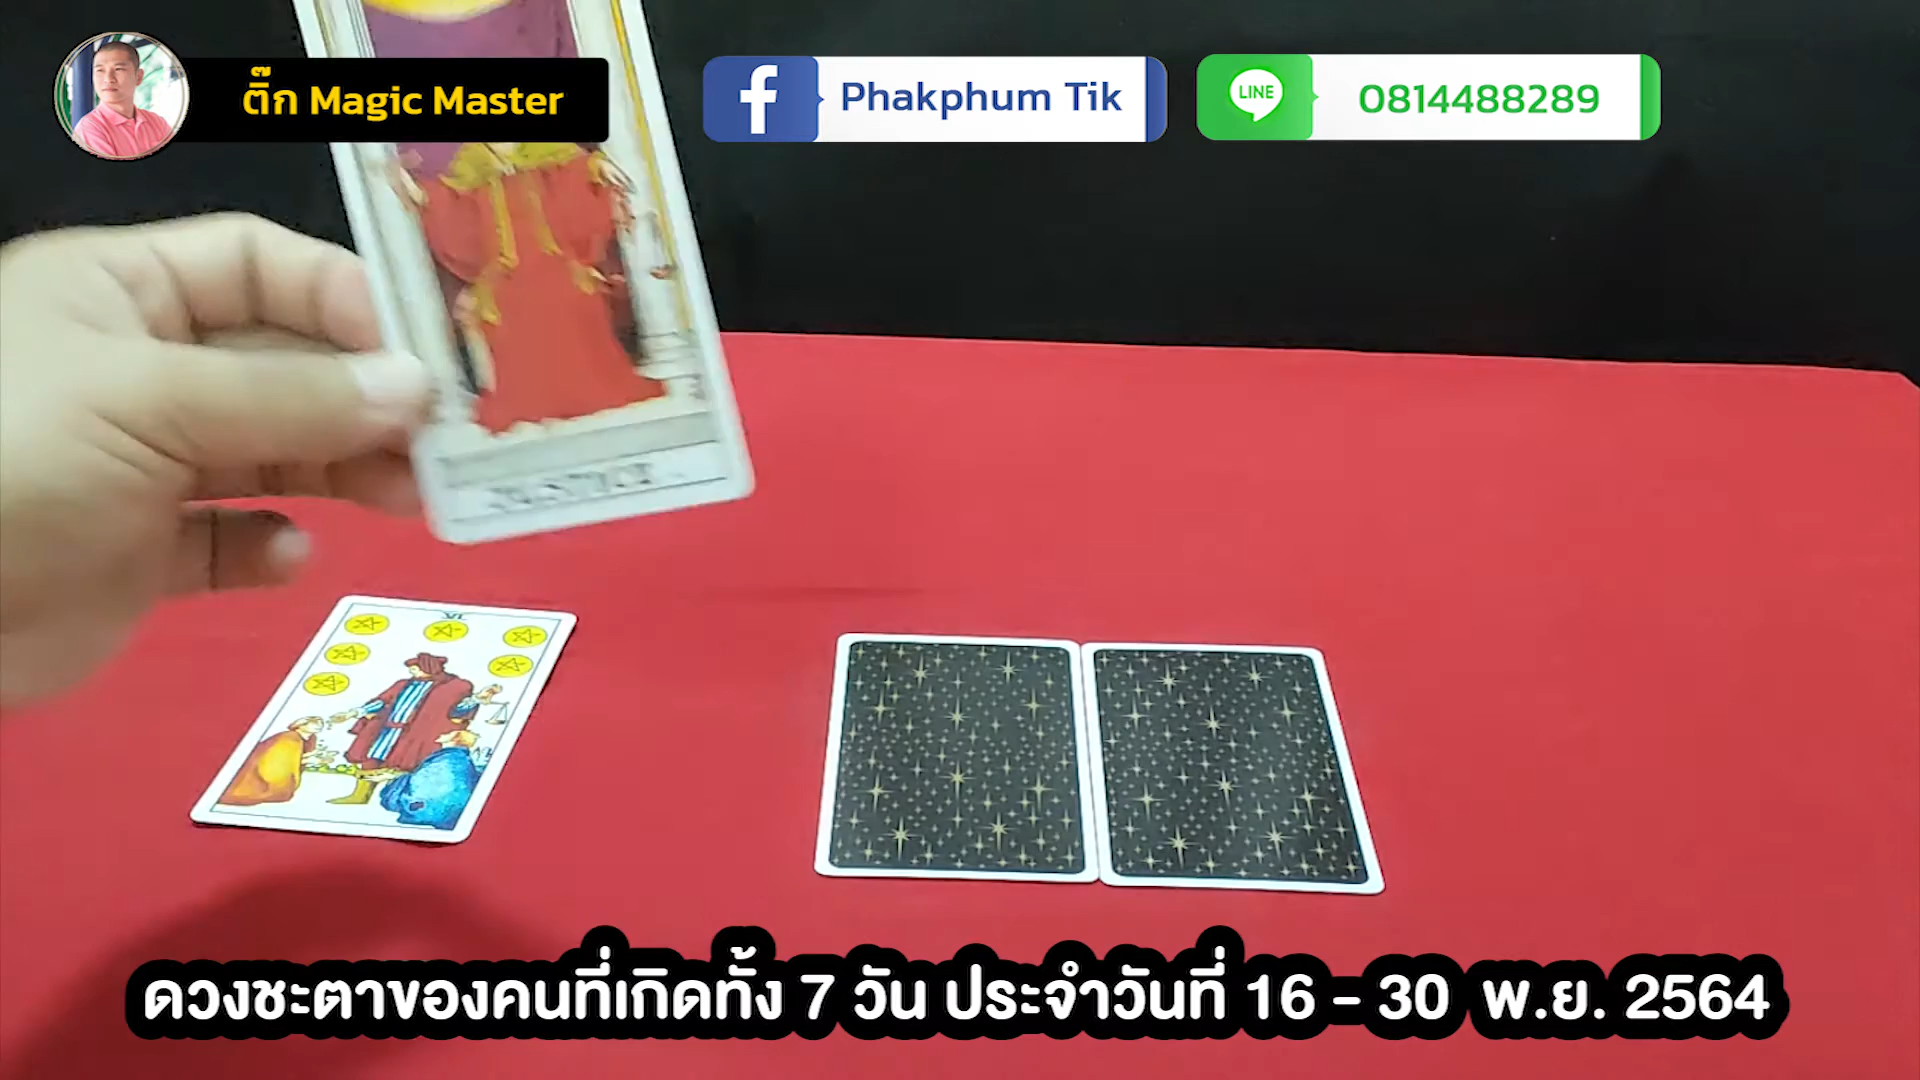 ติ๊ก Magic Master
f Phakphum Tik
LINE 0814488289
JUSTICE.
VI
ดวงชะตาของคนที่เกิดทั้ง 7 วัน ประจำวันที่ 16 - 30 พ.ย. 2564